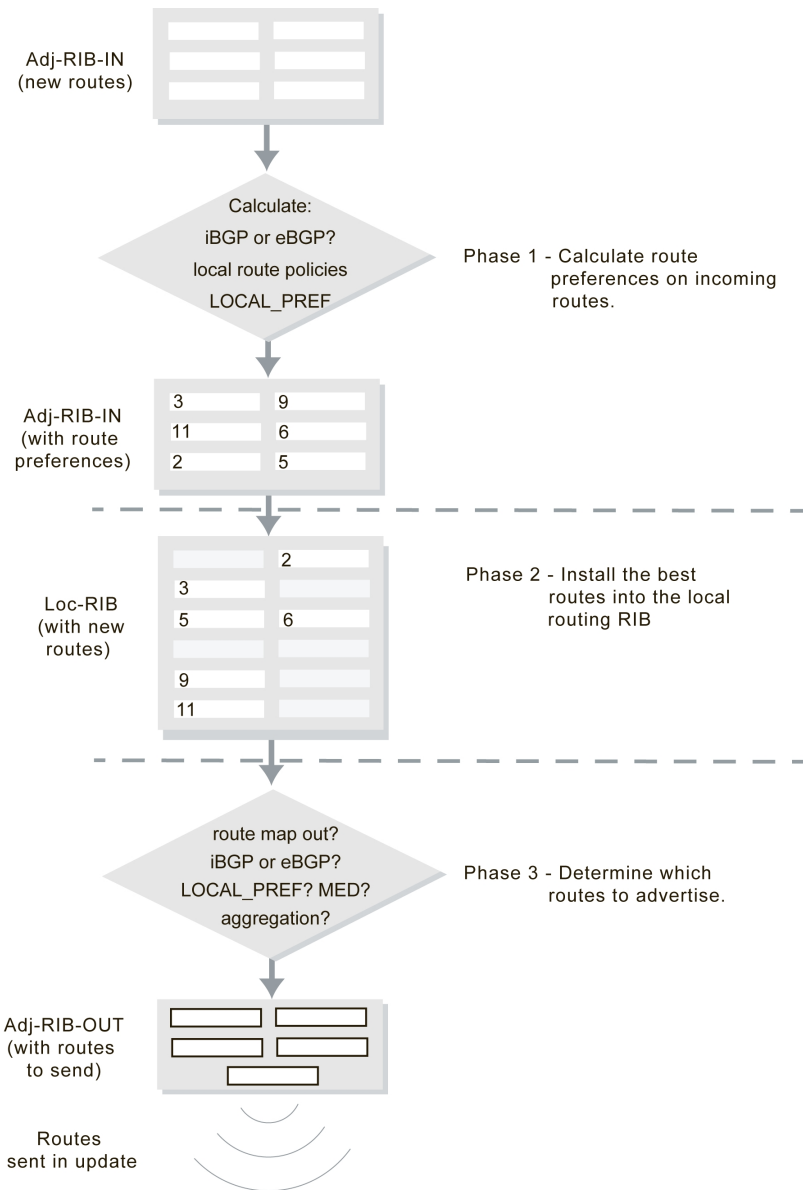 Adj-RIB-IN
(new routes)
Calculate:
iBGP or eBGP?
local route policies
LOCAL_PREF
Phase 1 - Calculate route
preferences on incoming
routes.
Adj-RIB-IN
(with route
preferences)
3 9
11 6
2 5
Loc-RIB
(with new
routes)
2
3
5 6
9
11
Phase 2 - Install the best
routes into the local
routing RIB
route map out?
iBGP or eBGP?
LOCAL_PREF? MED?
aggregation?
Phase 3 - Determine which
routes to advertise.
Adj-RIB-OUT
(with routes
to send)
Routes
sent in update